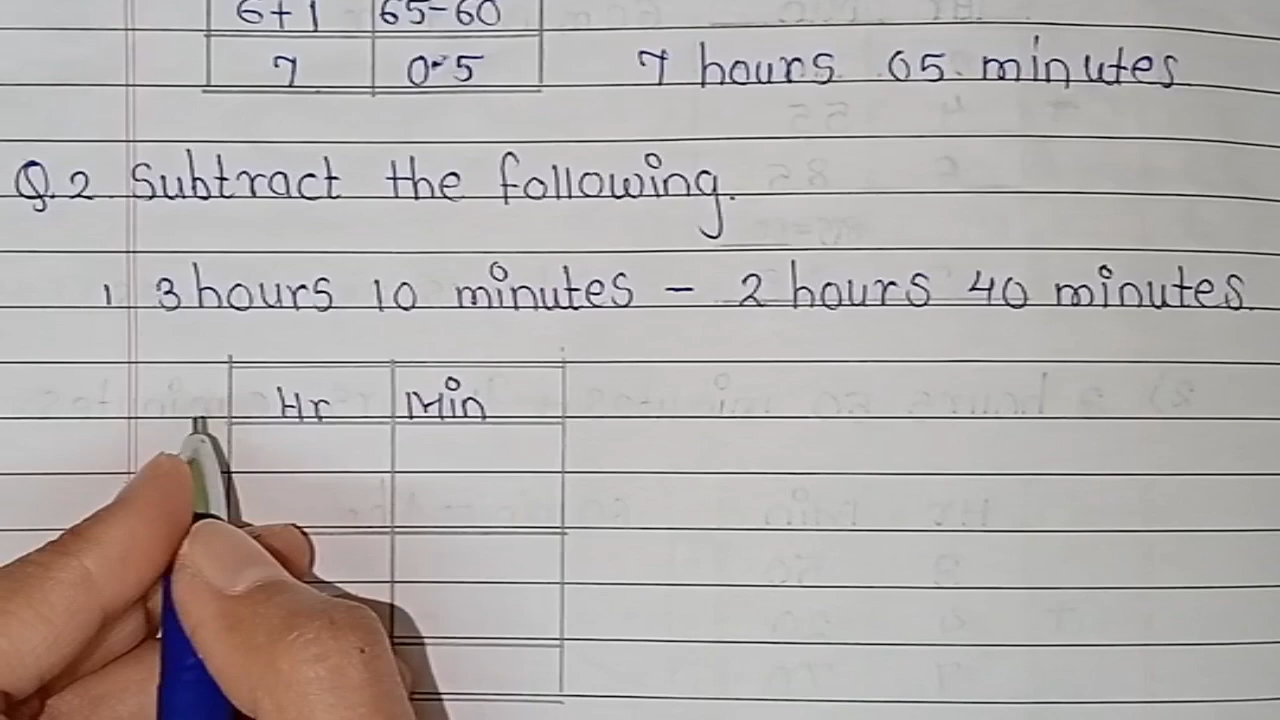 6+1 65-60
7 05 7 hours 05 minutes
Q.2 Subtract the following.
1 3 hours 10 minutes - 2 hours 40 minutes
Hr Min